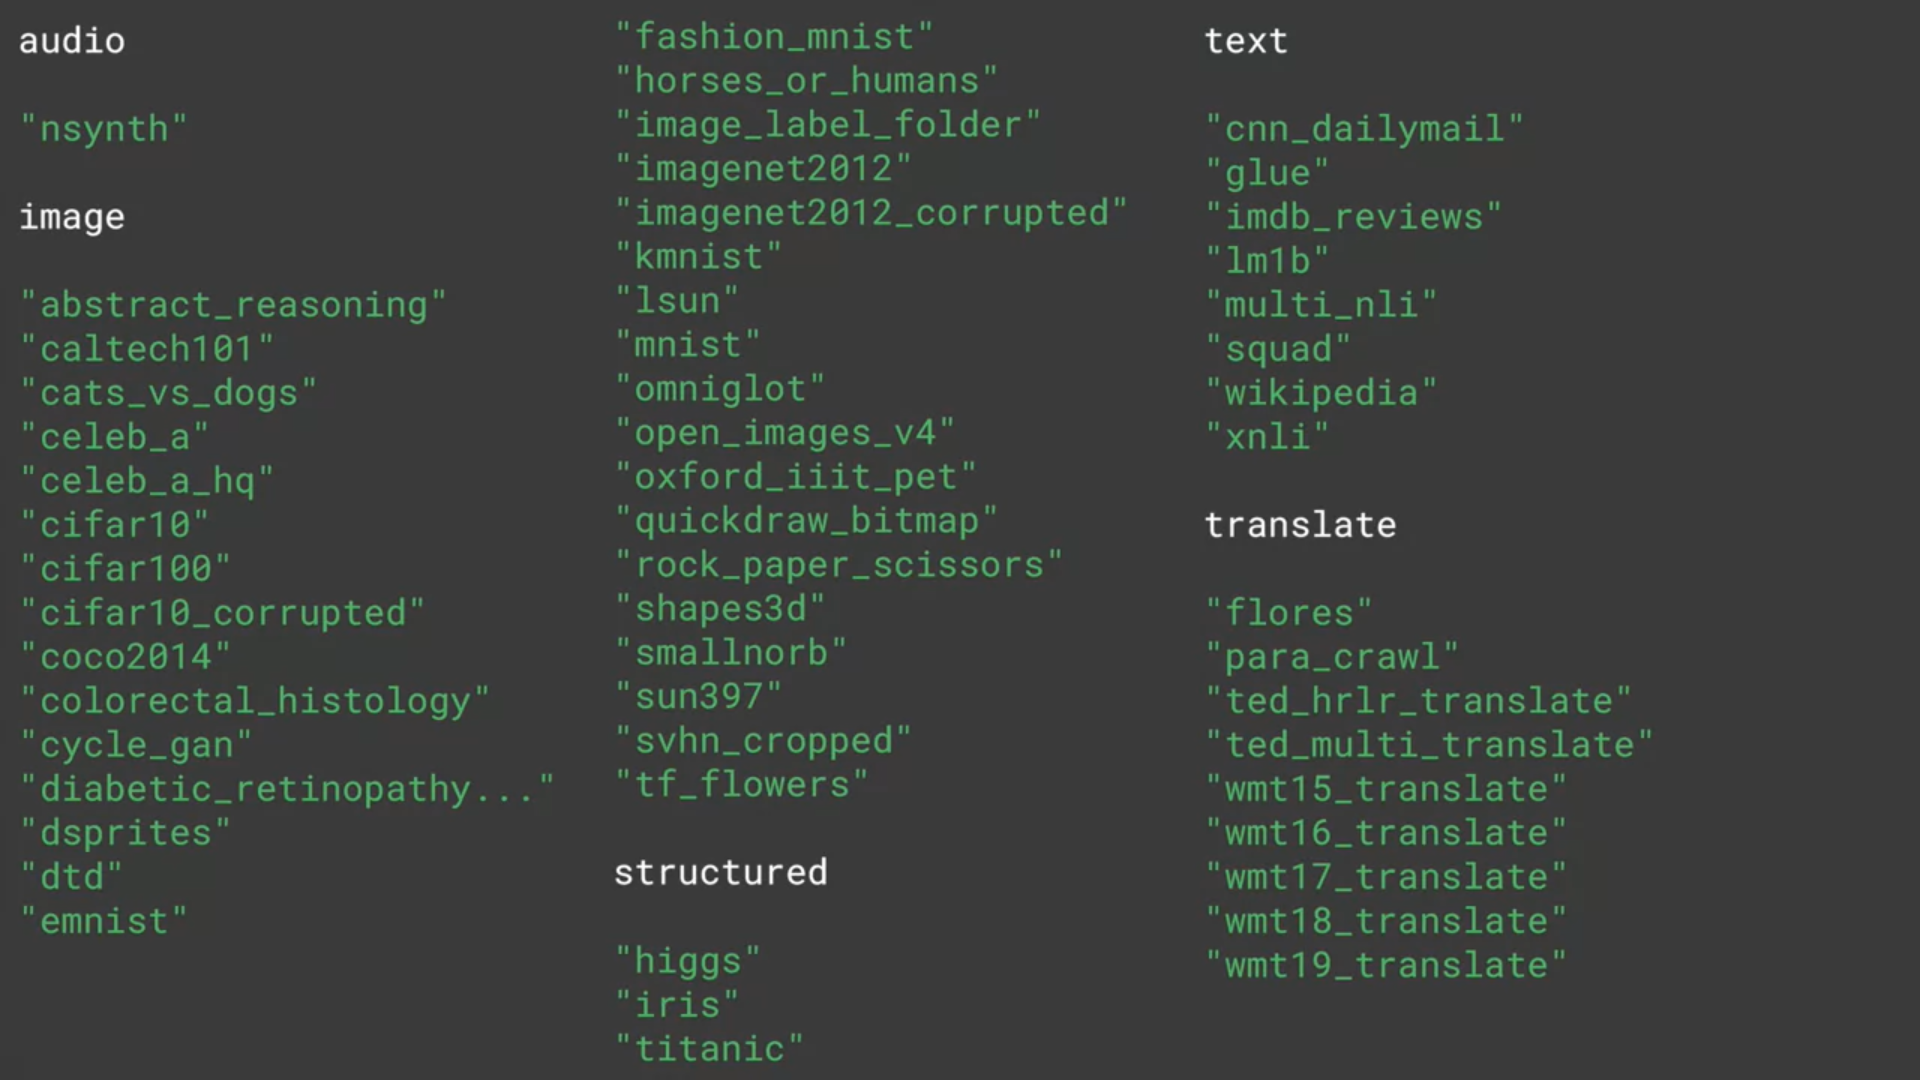 audio
"nsynth"
image
"abstract_reasoning"
"caltech101"
"cats_vs_dogs"
"celeb_a"
"celeb_a_hq"
"cifar10"
"cifar100"
"cifar10_corrupted"
"coco2014"
"colorectal_histology"
"cycle_gan"
"diabetic_retinopathy..."
"dsprites"
"dtd"
"emnist"
"fashion_mnist"
"horses_or_humans"
"image_label_folder"
"imagenet2012"
"imagenet2012_corrupted"
"kmnist"
"lsun"
"mnist"
"omniglot"
"open_images_v4"
"oxford_iiit_pet"
"quickdraw_bitmap"
"rock_paper_scissors"
"shapes3d"
"smallnorb"
"sun397"
"svhn_cropped"
"tf_flowers"
structured
"higgs"
"iris"
"titanic"
text
"cnn_dailymail"
"glue"
"imdb_reviews"
"lm1b"
"multi_nli"
"squad"
"wikipedia"
"xnli"
translate
"flores"
"para_crawl"
"ted_hrlr_translate"
"ted_multi_translate"
"wmt15_translate"
"wmt16_translate"
"wmt17_translate"
"wmt18_translate"
"wmt19_translate"